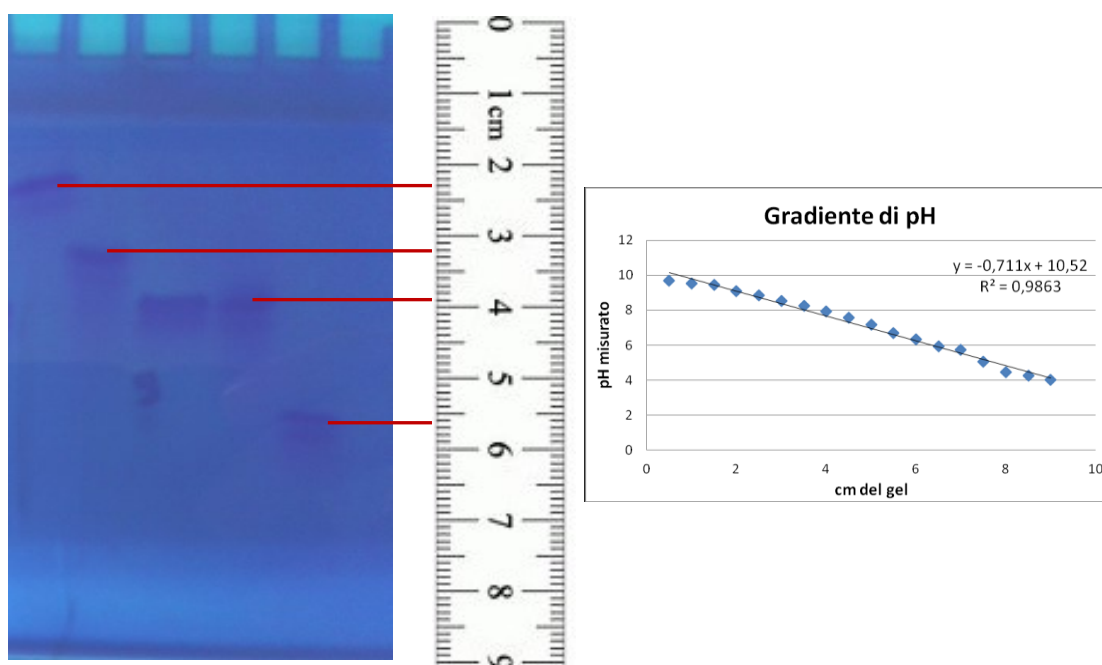 0
1 cm
2
3
4
5
6
7
8
9
Gradiente di pH
y = -0,711x + 10,52
R² = 0,9863
12
10
8
6
4
2
0
pH misurato
0 2 4 6 8 10
cm del gel